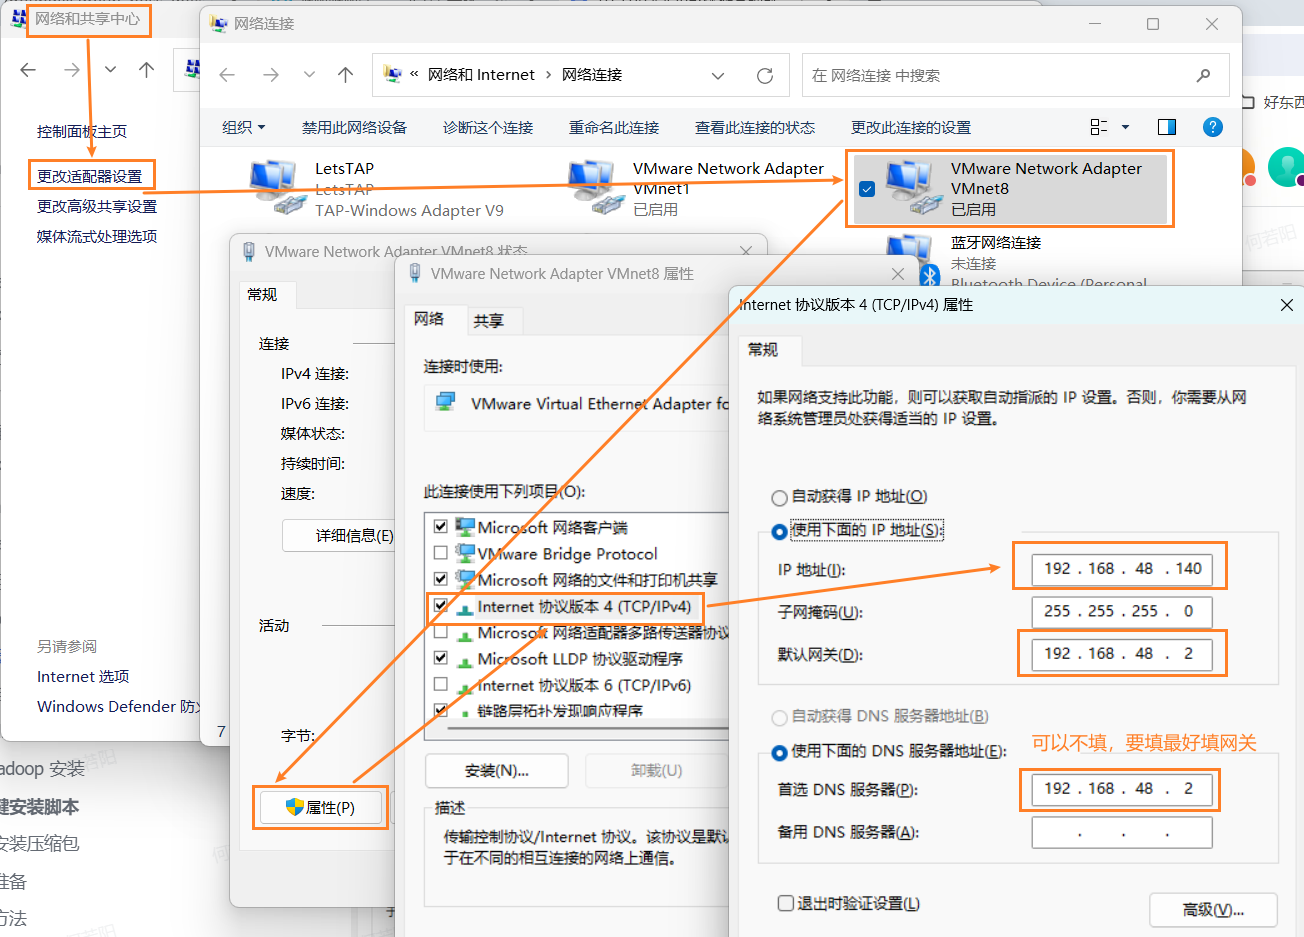 网络和共享中心
控制面板主页
更改适配器设置
更改高级共享设置
媒体流式处理选项
另请参阅
Internet 选项
Windows Defender 防火
adoop 安装
键安装脚本
安装压缩包
准备
方法
网络连接
« 网络和 Internet › 网络连接
在 网络连接 中搜索
组织 禁用此网络设备 诊断这个连接 重命名此连接 查看此连接的状态 更改此连接的设置
LetsTAP
LetsTAP
TAP-Windows Adapter V9
VMware Network Adapter
VMnet1
已启用
VMware Network Adapter
VMnet8
已启用
蓝牙网络连接
未连接
Bluetooth Device (Personal
7
好东西
何若阳
VMware Network Adapter VMnet8 状态
常规
连接
IPv4 连接:
IPv6 连接:
媒体状态:
持续时间:
速度:
详细信息(E)
活动
字节:
属性(P)
VMware Network Adapter VMnet8 属性
网络 共享
连接时使用:
VMware Virtual Ethernet Adapter fo
此连接使用下列项目(O):
Microsoft 网络客户端
VMware Bridge Protocol
Microsoft 网络的文件和打印机共享
Internet 协议版本 4 (TCP/IPv4)
Microsoft 网络适配器多路传送器协议
Microsoft LLDP 协议驱动程序
Internet 协议版本 6 (TCP/IPv6)
链路层拓扑发现响应程序
安装(N)... 卸载(U)
描述
传输控制协议/Internet 协议。该协议是默认
于在不同的相互连接的网络上通信。
Internet 协议版本 4 (TCP/IPv4) 属性
常规
如果网络支持此功能，则可以获取自动指派的 IP 设置。否则，你需要从网
络系统管理员处获得适当的 IP 设置。
自动获得 IP 地址(O)
使用下面的 IP 地址(S):
IP 地址(I): 192 . 168 . 48 . 140
子网掩码(U): 255 . 255 . 255 . 0
默认网关(D): 192 . 168 . 48 . 2
自动获得 DNS 服务器地址(B)
使用下面的 DNS 服务器地址(E): 可以不填，要填最好填网关
首选 DNS 服务器(P): 192 . 168 . 48 . 2
备用 DNS 服务器(A): . . .
退出时验证设置(L)
高级(V)...